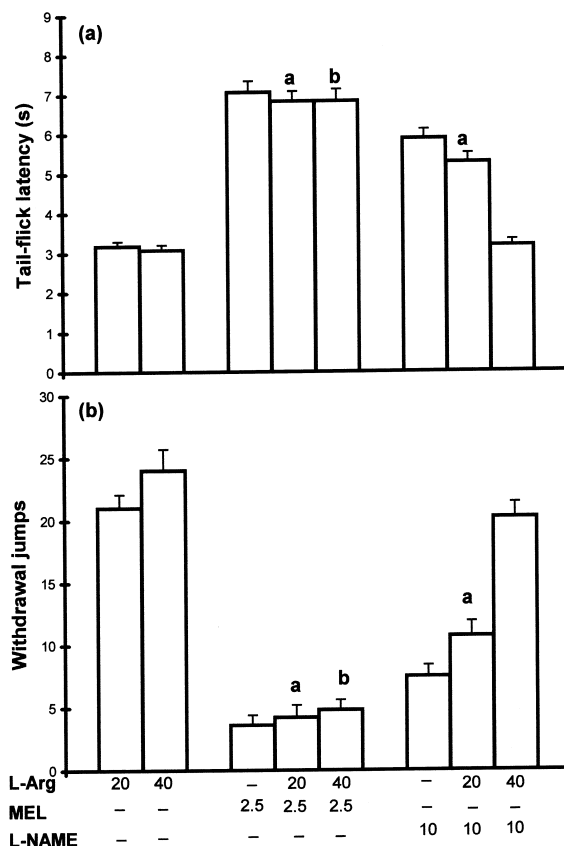 (a)
Tail-flick latency (s)
9
8
7
6
5
4
3
2
1
0
a
b
a
(b)
Withdrawal jumps
30
25
20
15
10
5
0
a
b
a
L-Arg 20 40 – 20 40 – 20 40
MEL – – 2.5 2.5 2.5 – – –
L-NAME – – – – – 10 10 10